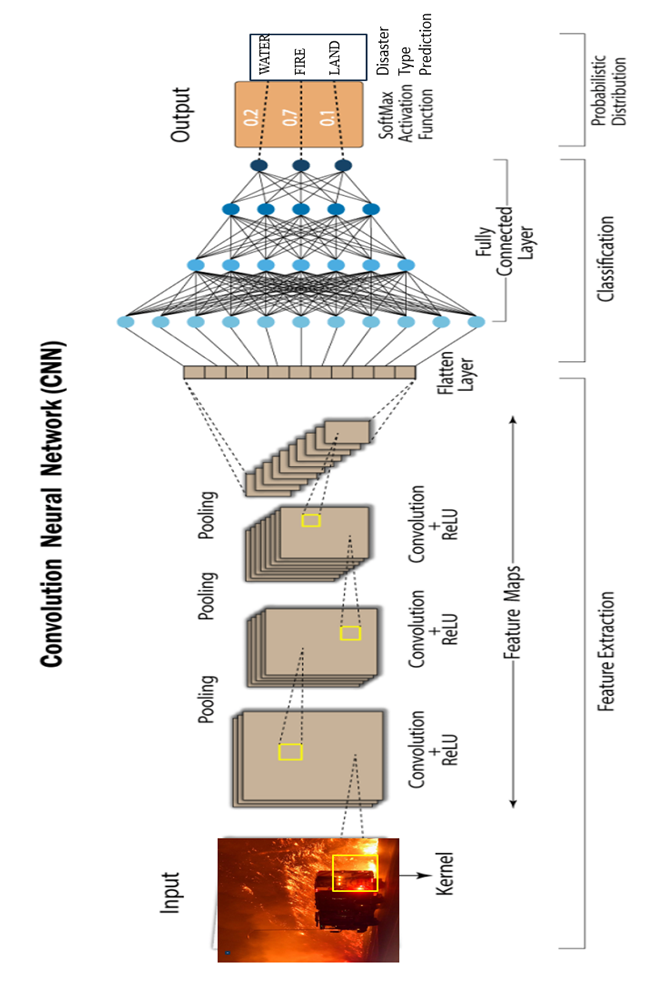 Convolution Neural Network (CNN)
Input
Kernel
Pooling
Pooling
Pooling
Convolution
+
ReLU
Convolution
+
ReLU
Convolution
+
ReLU
Feature Maps
Feature Extraction
Flatten
Layer
Fully
Connected
Layer
Classification
Output
0.2
0.7
0.1
SoftMax
Activation
Function
WATER
FIRE
LAND
Disaster
Type
Prediction
Probabilistic
Distribution